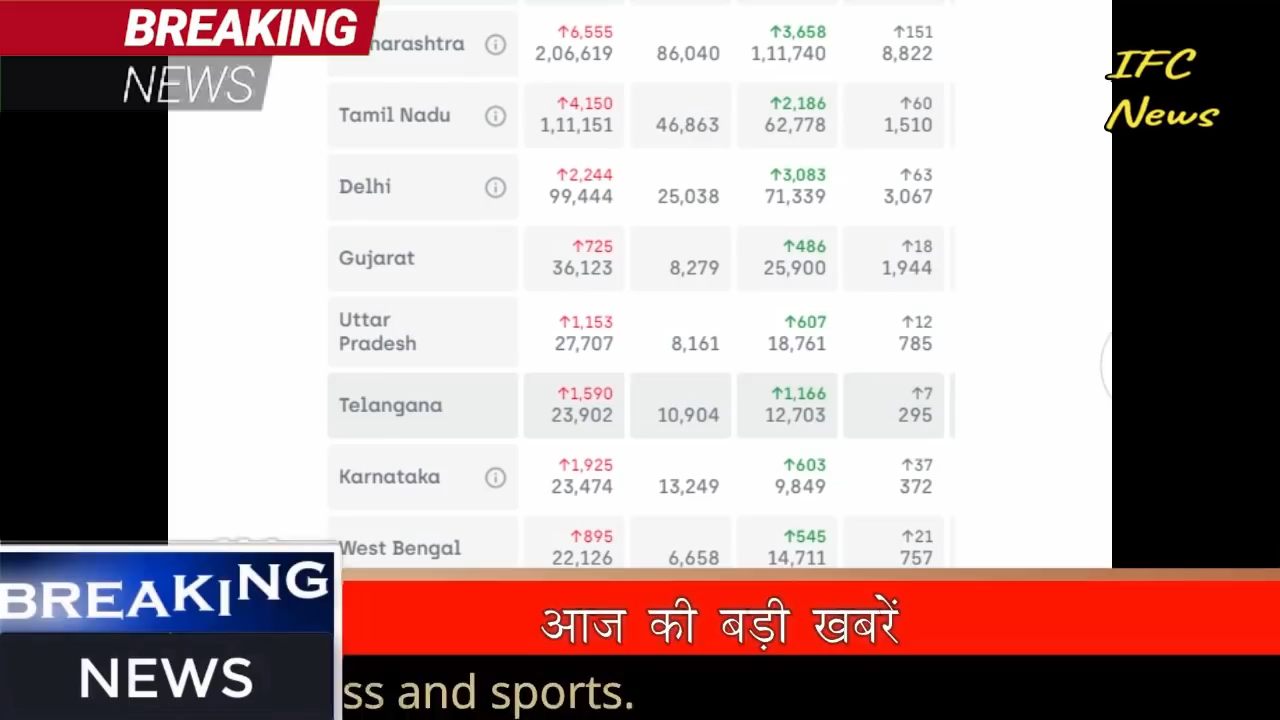 BREAKING
NEWS
IFC
News
harashtra ↑6,555 ↑3,658 ↑151
2,06,619 86,040 1,11,740 8,822
Tamil Nadu ↑4,150 ↑2,186 ↑60
1,11,151 46,863 62,778 1,510
Delhi ↑2,244 ↑3,083 ↑63
99,444 25,038 71,339 3,067
Gujarat ↑725 ↑486 ↑18
36,123 8,279 25,900 1,944
Uttar ↑1,153 ↑607 ↑12
Pradesh 27,707 8,161 18,761 785
Telangana ↑1,590 ↑1,166 ↑7
23,902 10,904 12,703 295
Karnataka ↑1,925 ↑603 ↑37
23,474 13,249 9,849 372
West Bengal ↑895 ↑545 ↑21
22,126 6,658 14,711 757
BREAKING
NEWS
आज की बड़ी खबरें
ss and sports.